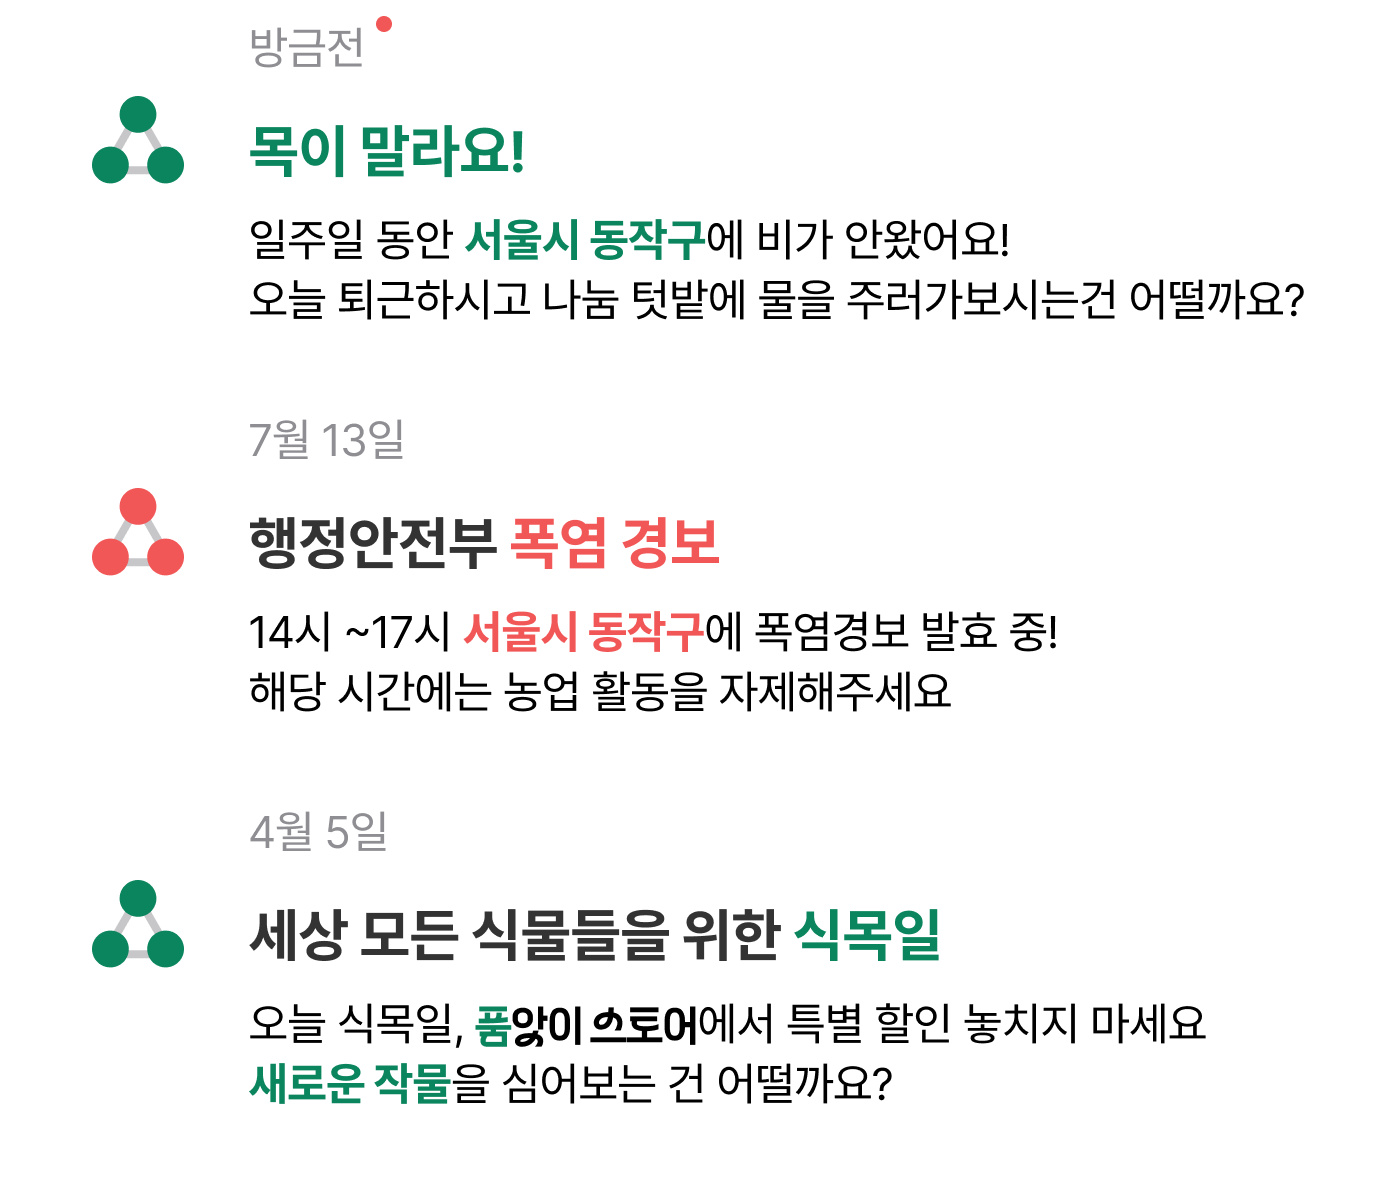 방금전
목이 말라요!
일주일 동안 서울시 동작구에 비가 안왔어요!
오늘 퇴근하시고 나눔 텃밭에 물을 주러가보시는건 어떨까요?
7월 13일
행정안전부 폭염 경보
14시 ~17시 서울시 동작구에 폭염경보 발효 중!
해당 시간에는 농업 활동을 자제해주세요
4월 5일
세상 모든 식물들을 위한 식목일
오늘 식목일, 품앗이 스토어에서 특별 할인 놓치지 마세요
새로운 작물을 심어보는 건 어떨까요?